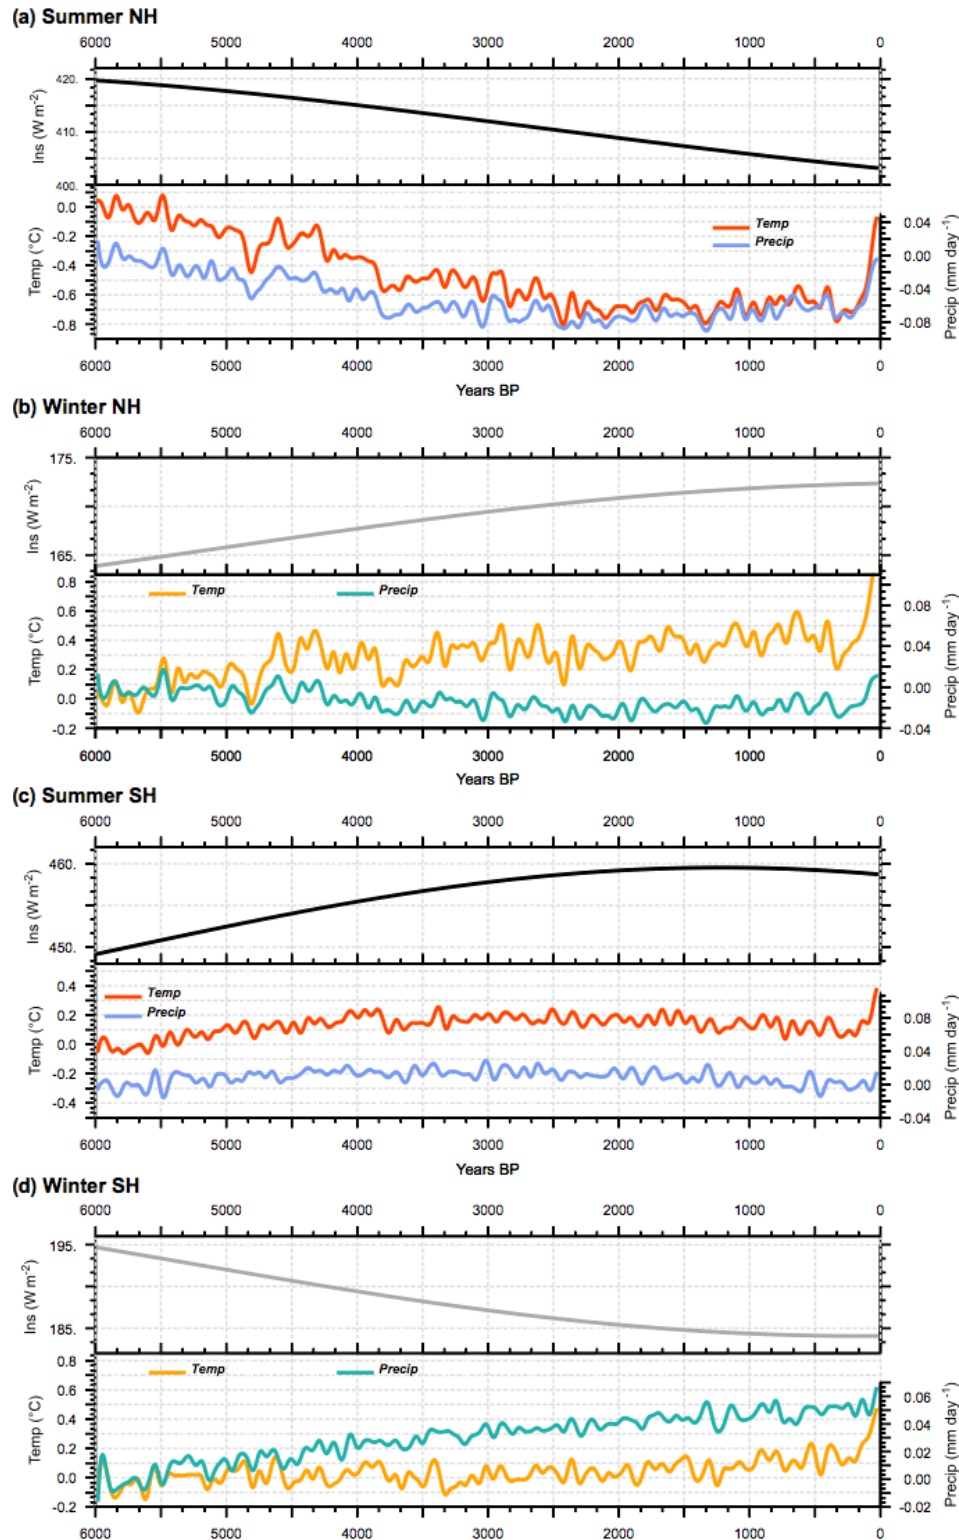 (a) Summer NH
6000 5000 4000 3000 2000 1000 0
420.
410.
400.
Ins (W m-2)
0.0
-0.2
-0.4
-0.6
-0.8
Temp (°C)
Temp
Precip
0.04
0.00
-0.04
-0.08
Precip (mm day -1)
6000 5000 4000 3000 2000 1000 0
Years BP
(b) Winter NH
6000 5000 4000 3000 2000 1000 0
175.
165.
Ins (W m-2)
0.8
0.6
0.4
0.2
0.0
-0.2
Temp (°C)
Temp Precip
0.08
0.04
0.00
-0.04
Precip (mm day -1)
6000 5000 4000 3000 2000 1000 0
Years BP
(c) Summer SH
6000 5000 4000 3000 2000 1000 0
460.
450.
Ins (W m-2)
0.4
0.2
0.0
-0.2
-0.4
Temp (°C)
Temp
Precip
0.08
0.04
0.00
-0.04
Precip (mm day -1)
6000 5000 4000 3000 2000 1000 0
Years BP
(d) Winter SH
6000 5000 4000 3000 2000 1000 0
195.
185.
Ins (W m-2)
0.8
0.6
0.4
0.2
0.0
-0.2
Temp (°C)
Temp Precip
0.06
0.04
0.02
0.00
-0.02
Precip (mm day -1)
6000 5000 4000 3000 2000 1000 0